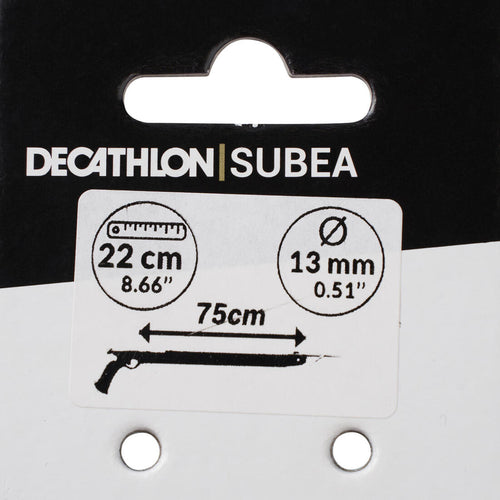 DECATHLON | SUBEA
22 cm
8.66"
Ø
13 mm
0.51"
75cm